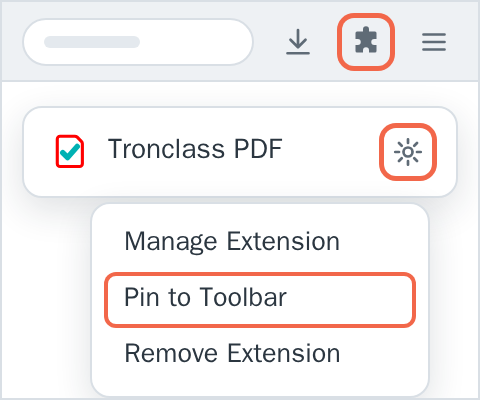 Tronclass PDF
Manage Extension
Pin to Toolbar
Remove Extension